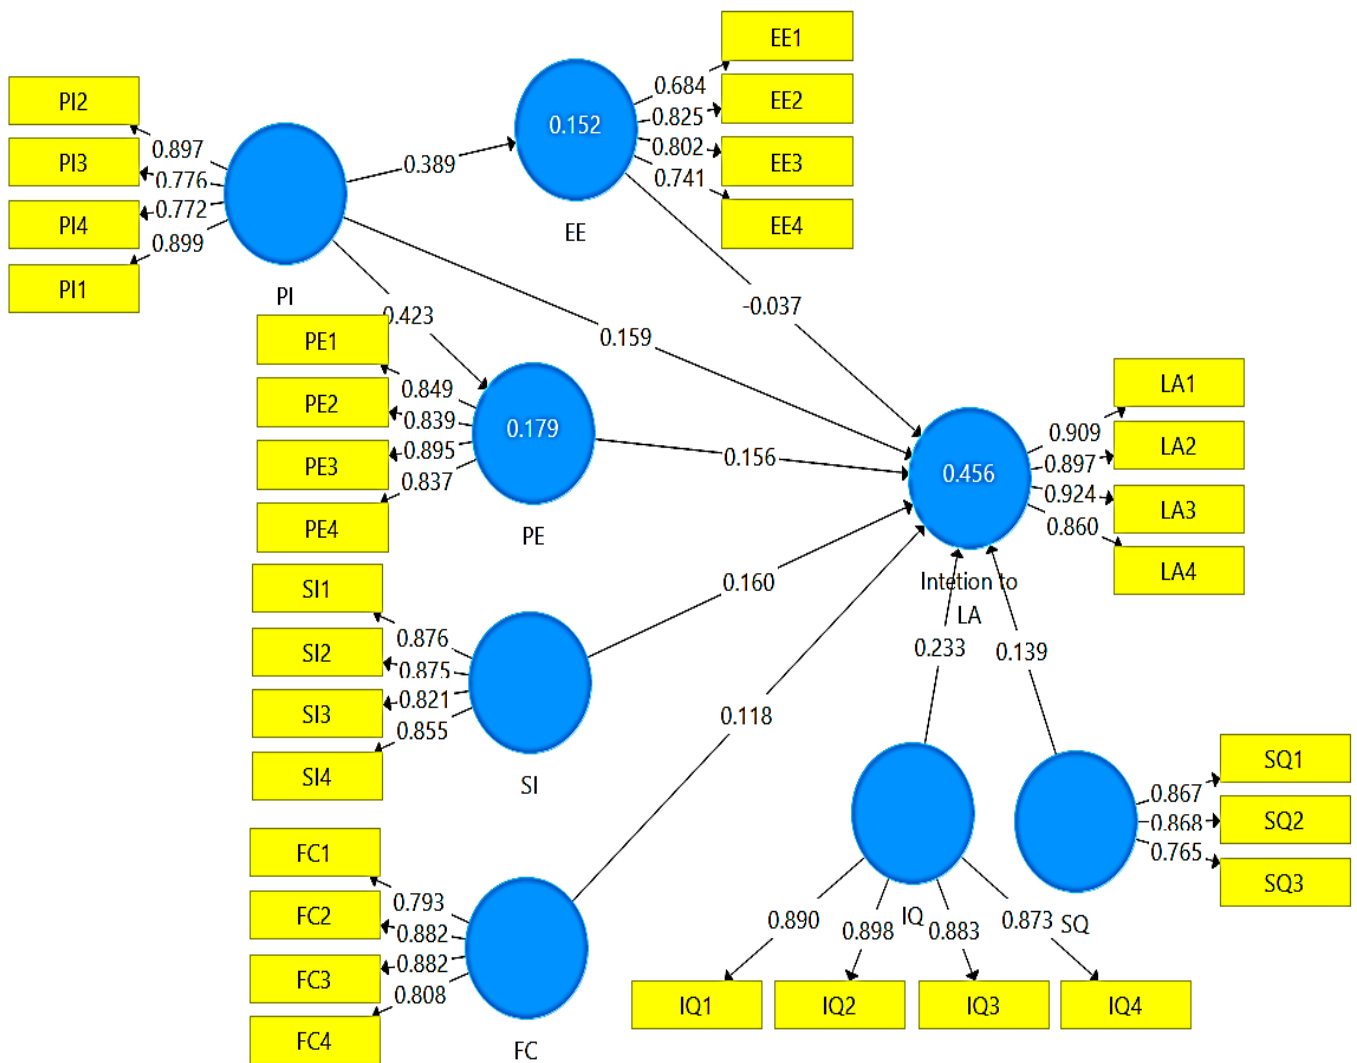 EE1
0.684
EE2
0.825
EE3
0.802
EE4
0.741
0.152
EE
PI2
0.897
PI3
0.776
PI4
0.772
PI1
0.899
PI
0.389
0.423
0.159
-0.037
PE1
0.849
PE2
0.839
PE3
0.895
PE4
0.837
0.179
PE
0.156
0.456
Intetion to
LA
LA1
0.909
LA2
0.897
LA3
0.924
LA4
0.860
SI1
0.876
SI2
0.875
SI3
0.821
SI4
0.855
SI
0.160
0.118
0.233
0.139
FC1
0.793
FC2
0.882
FC3
0.882
FC4
0.808
FC
SQ1
0.867
SQ2
0.868
SQ3
0.765
SQ
IQ
0.890
0.898
0.883
0.873
IQ1
IQ2
IQ3
IQ4